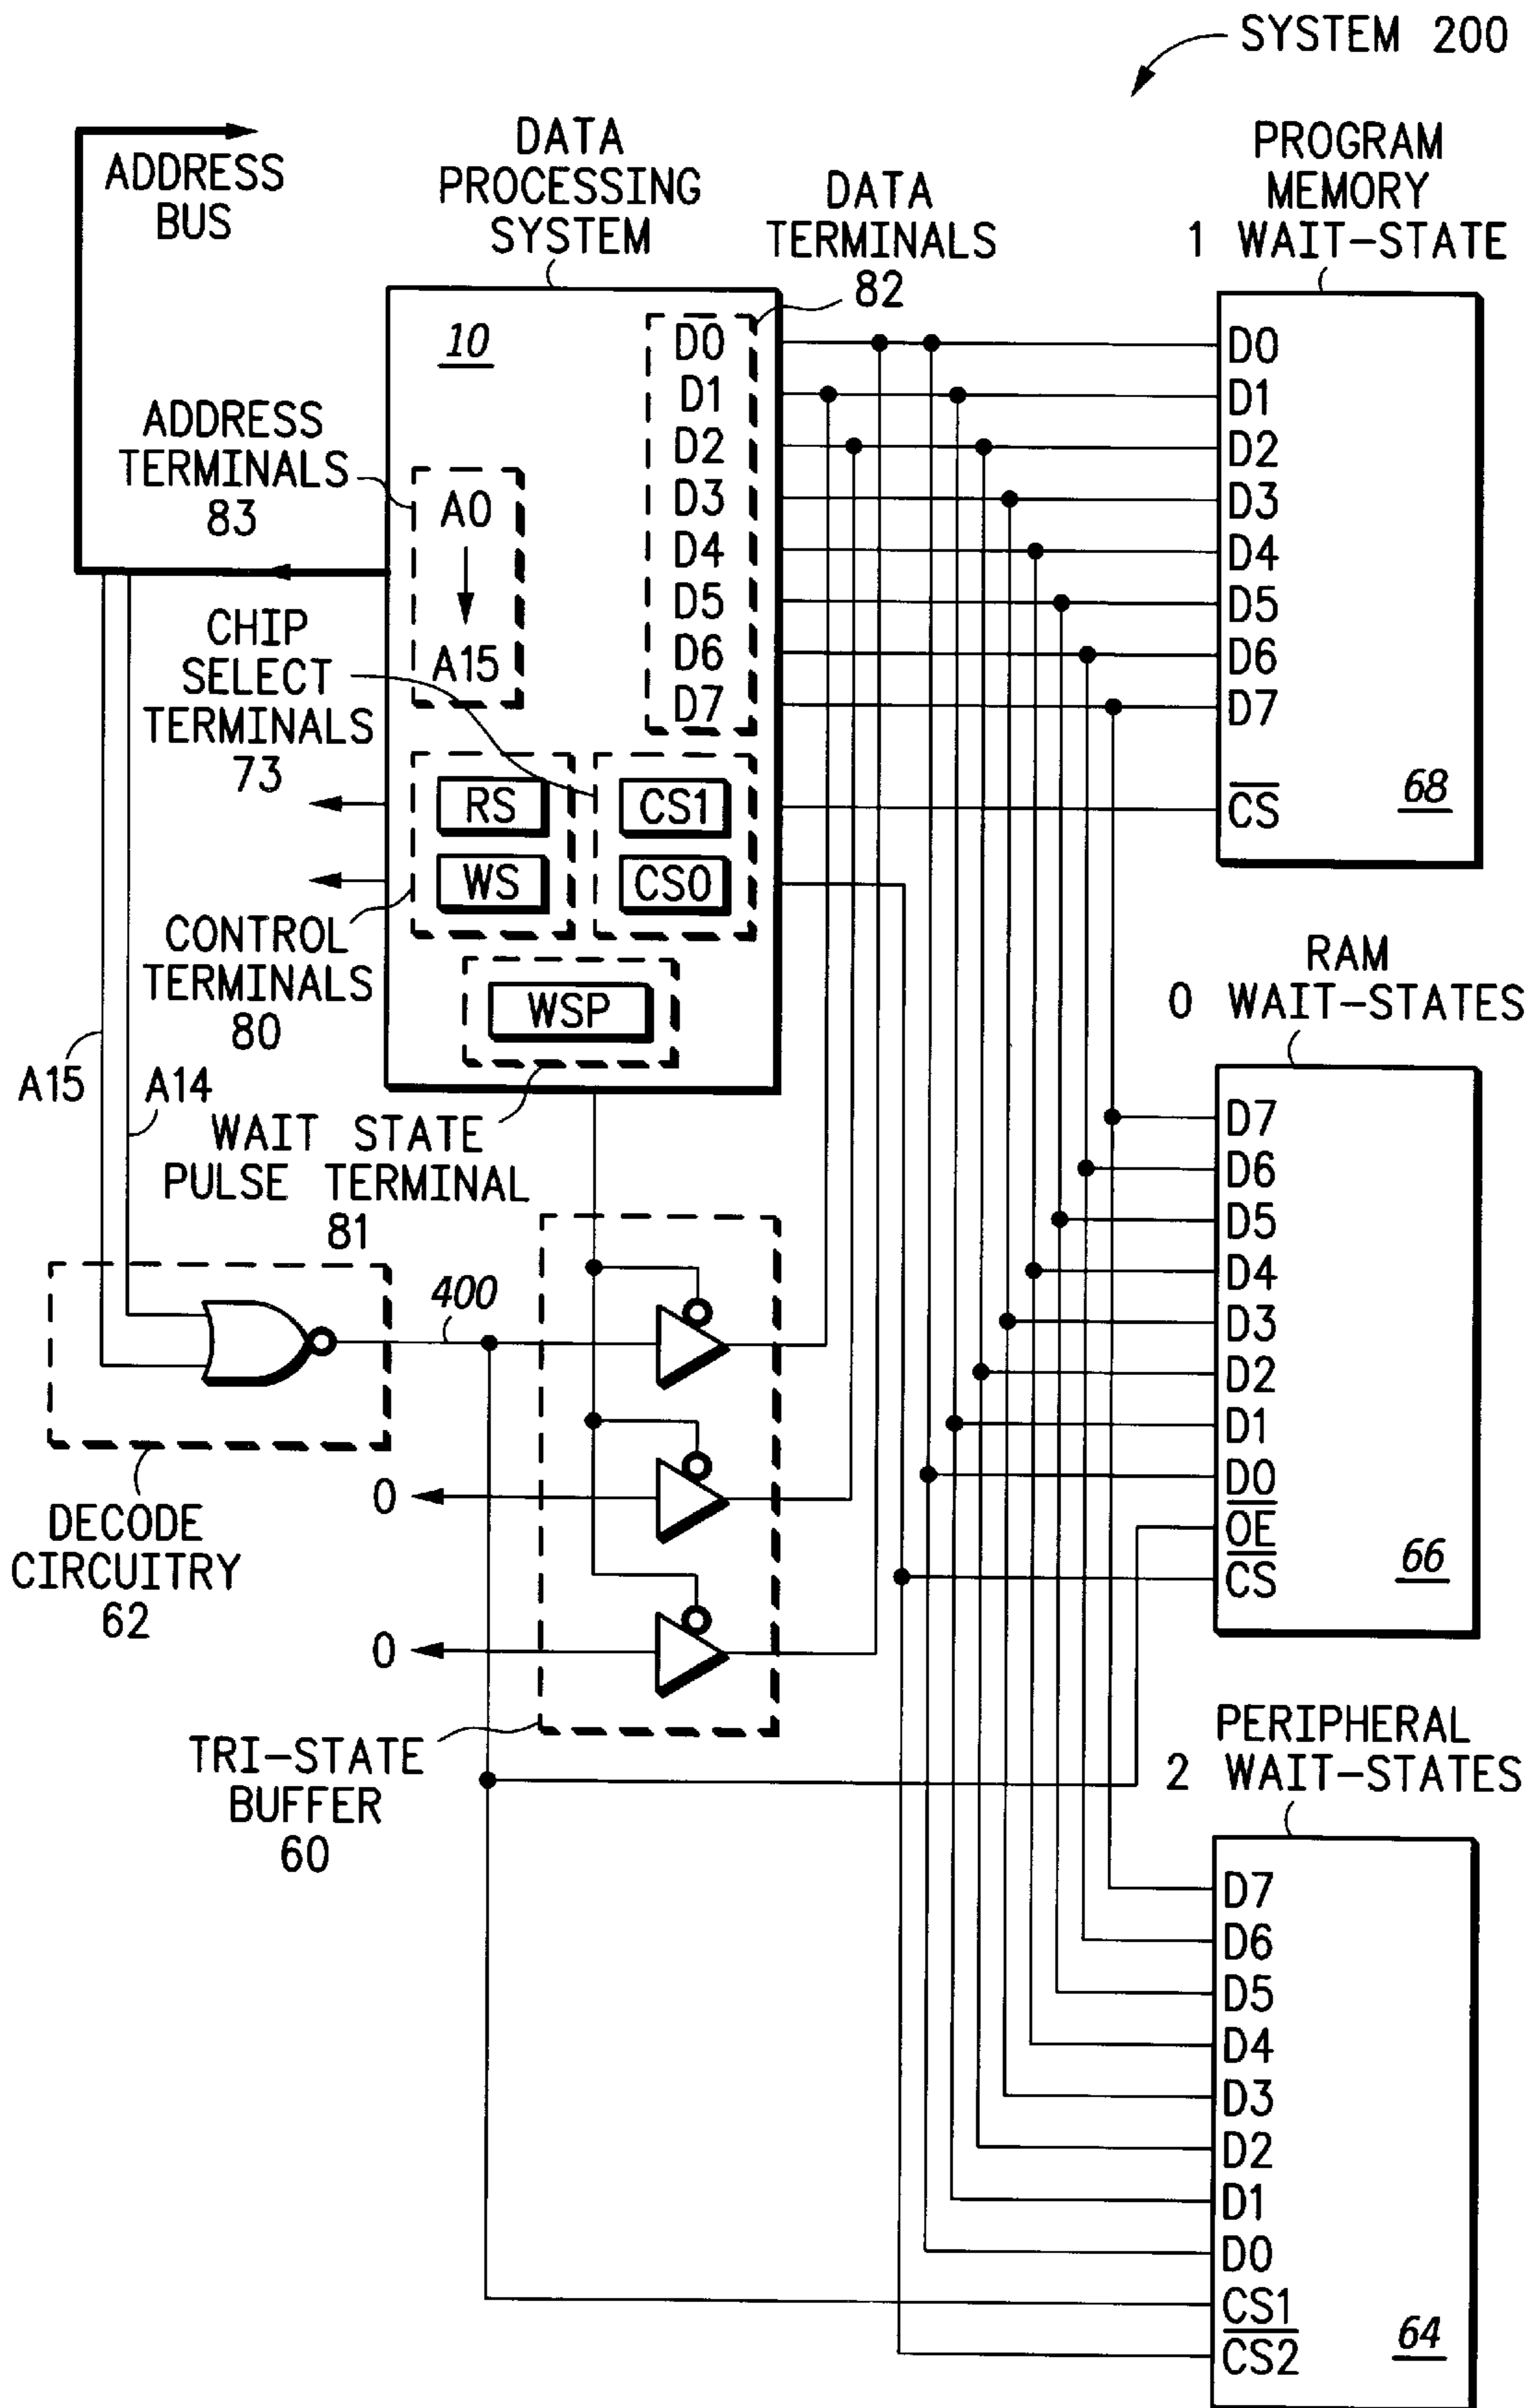 SYSTEM 200
ADDRESS
BUS
DATA
PROCESSING
SYSTEM
DATA
TERMINALS
82
PROGRAM
MEMORY
1 WAIT-STATE
10
D0
D1
D2
D3
D4
D5
D6
D7
D0
D1
D2
D3
D4
D5
D6
D7
C̅S̅
68
ADDRESS
TERMINALS
83
A0
A15
CHIP
SELECT
TERMINALS
73
RS
WS
CS1
CS0
CONTROL
TERMINALS
80
WSP
A15
A14
WAIT STATE
PULSE TERMINAL
81
RAM
0 WAIT-STATES
D7
D6
D5
D4
D3
D2
D1
D0
O̅E̅
C̅S̅
66
400
DECODE
CIRCUITRY
62
0
0
TRI-STATE
BUFFER
60
PERIPHERAL
2 WAIT-STATES
D7
D6
D5
D4
D3
D2
D1
D0
CS1
C̅S̅2̅
64